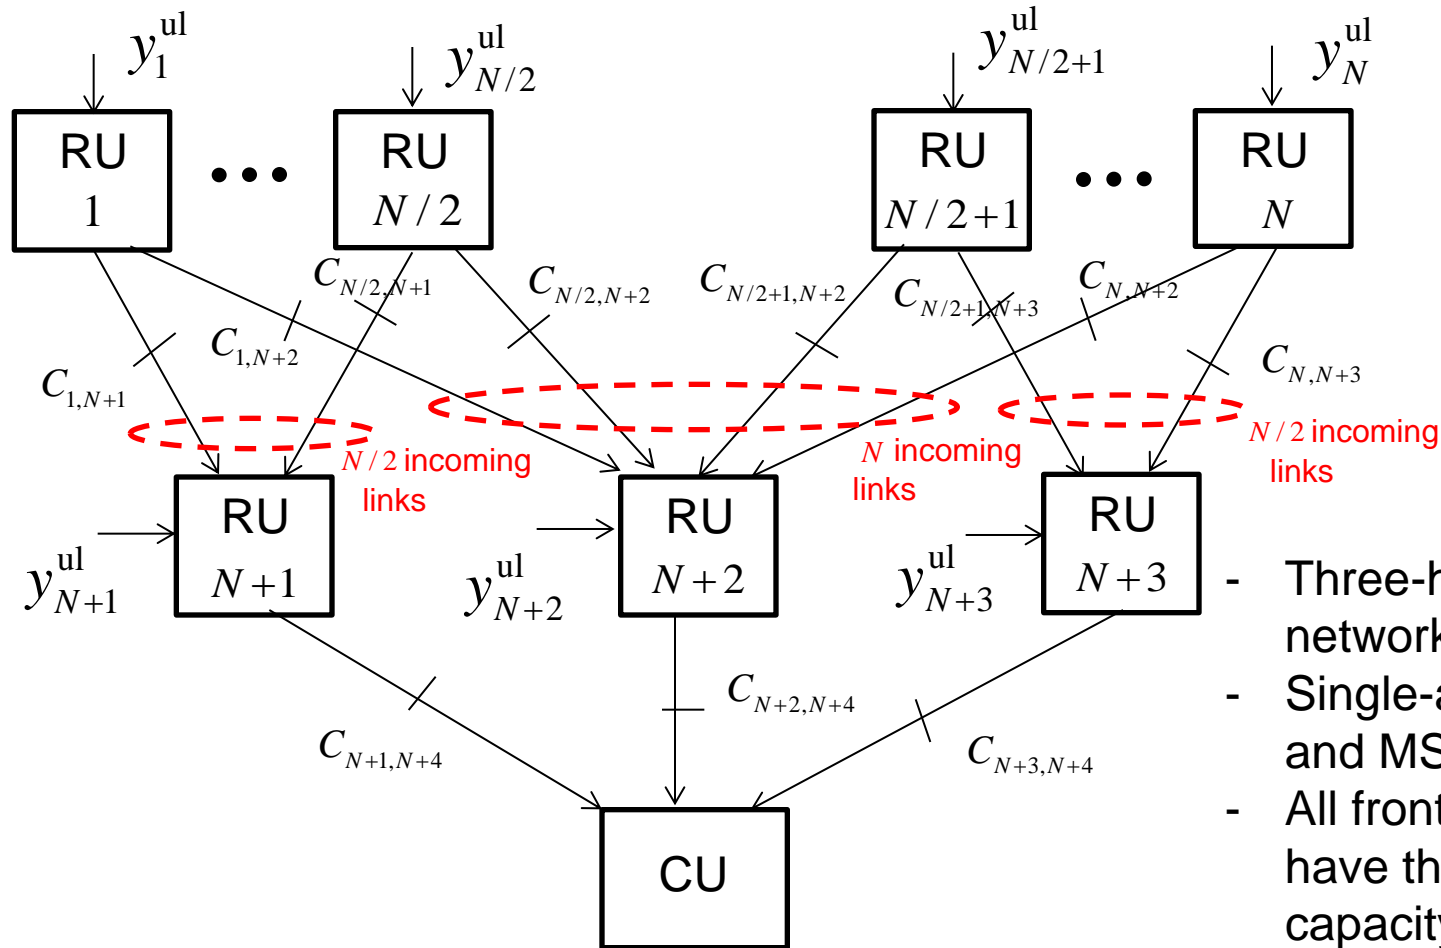 y_1^ul
y_{N/2}^ul
y_{N/2+1}^ul
y_N^ul
RU
1
RU
N/2
RU
N/2+1
RU
N
C_{N/2,N+1}
C_{N/2,N+2}
C_{N/2+1,N+2}
C_{N/2+1,N+3}
C_{N,N+2}
C_{1,N+2}
C_{1,N+1}
C_{N,N+3}
N/2 incoming
links
N incoming
links
N/2 incoming
links
RU
N+1
RU
N+2
RU
N+3
y_{N+1}^ul
y_{N+2}^ul
y_{N+3}^ul
C_{N+1,N+4}
C_{N+2,N+4}
C_{N+3,N+4}
CU
- Three-h
network
- Single-a
and MS
- All front
have th
capacity